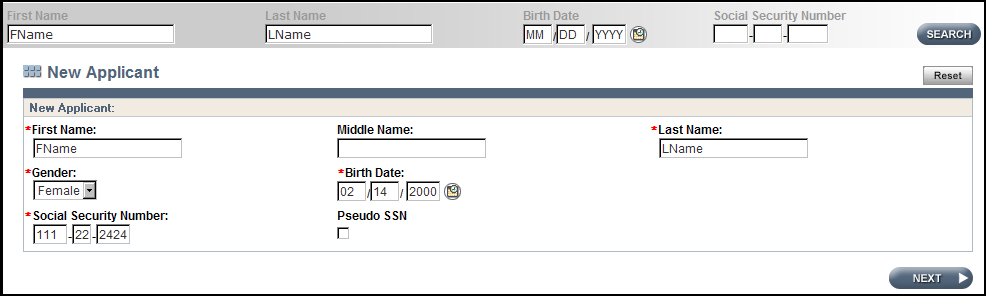 First Name Last Name Birth Date Social Security Number
FName LName MM / DD / YYYY - - SEARCH
New Applicant Reset
New Applicant:
*First Name: Middle Name: *Last Name:
FName LName
*Gender: *Birth Date:
Female 02 / 14 / 2000
*Social Security Number: Pseudo SSN
111 - 22 - 2424
NEXT